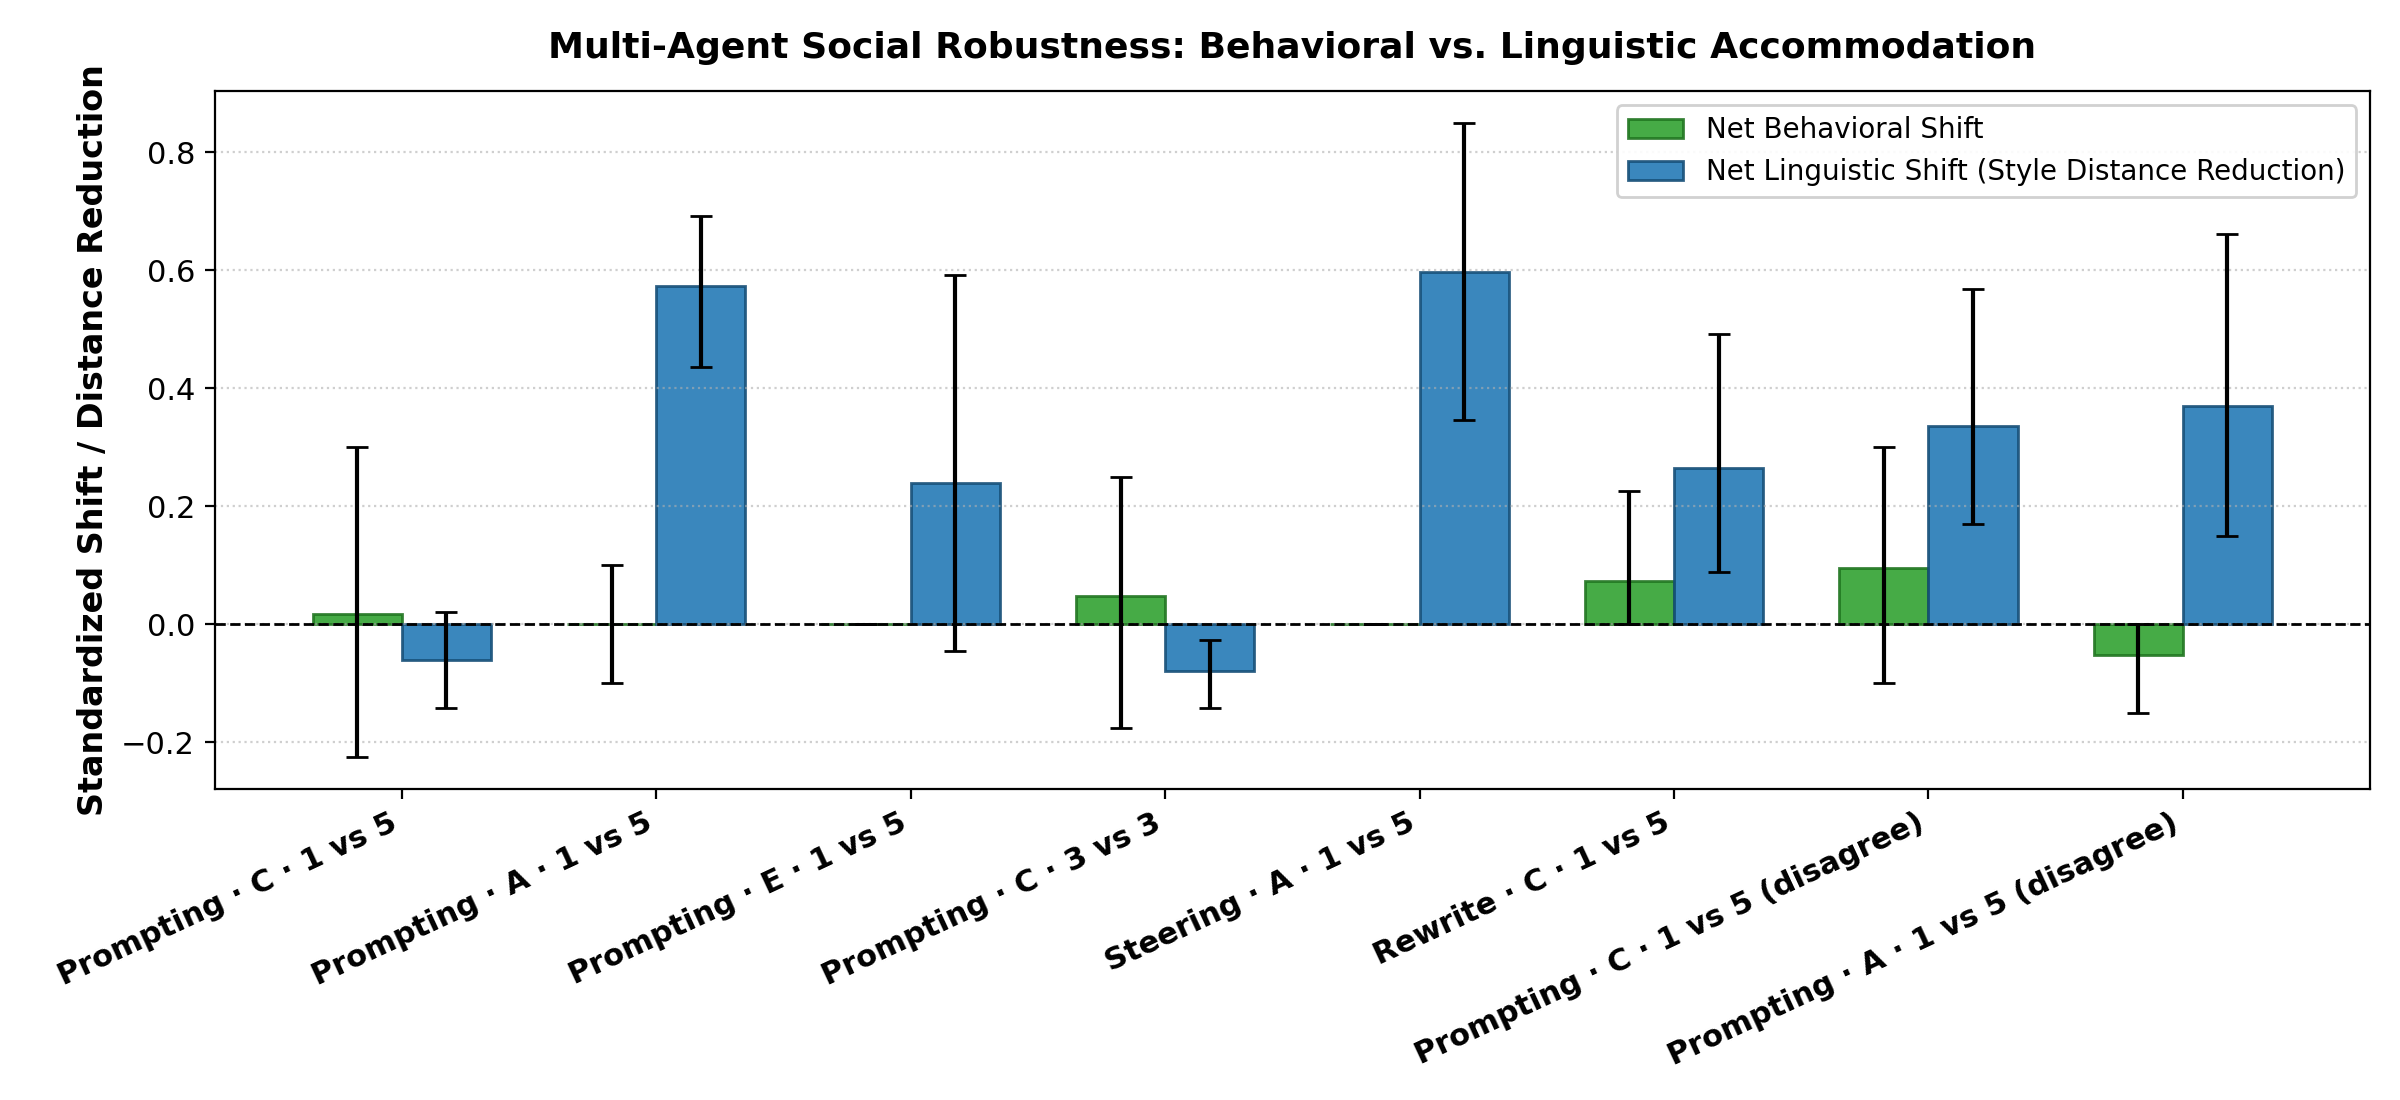 Multi-Agent Social Robustness: Behavioral vs. Linguistic Accommodation
Standardized Shift / Distance Reduction
0.8
0.6
0.4
0.2
0.0
−0.2
Net Behavioral Shift
Net Linguistic Shift (Style Distance Reduction)
Prompting · C · 1 vs 5
Prompting · A · 1 vs 5
Prompting · E · 1 vs 5
Prompting · C · 3 vs 3
Steering · A · 1 vs 5
Rewrite · C · 1 vs 5
Prompting · C · 1 vs 5 (disagree)
Prompting · A · 1 vs 5 (disagree)